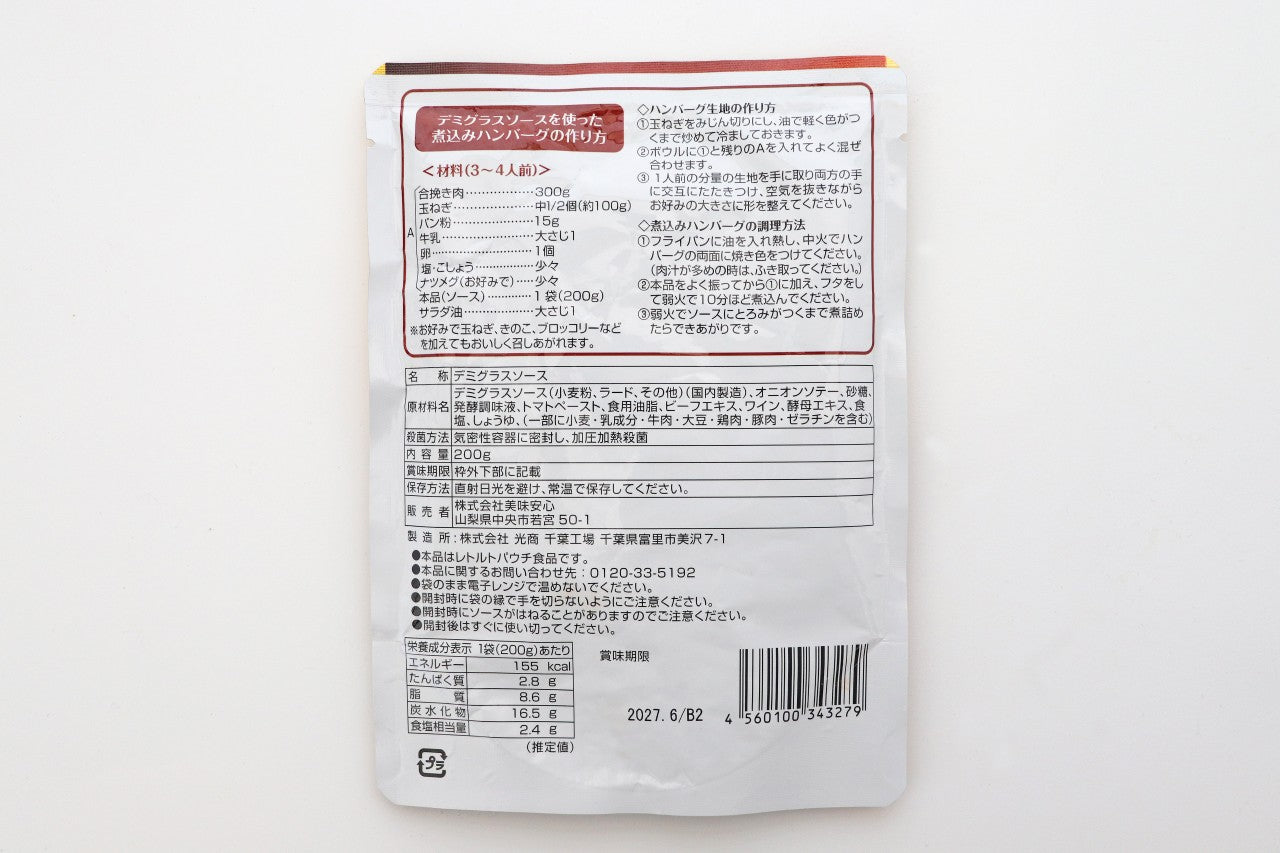 デミグラスソースを使った
煮込みハンバーグの作り方
＜材料(3～4人前)＞
A
合挽き肉………………300g
玉ねぎ…………………中1/2個(約100g)
パン粉…………………15g
牛乳……………………大さじ1
卵………………………1個
塩・こしょう……………少々
ナツメグ(お好みで)……少々
本品(ソース)…………1袋(200g)
サラダ油………………大さじ1
※お好みで玉ねぎ、きのこ、ブロッコリーなど
を加えてもおいしく召しあがれます。
◇ハンバーグ生地の作り方
①玉ねぎをみじん切りにし、油で軽く色がつ
くまで炒めて冷ましておきます。
②ボウルに①と残りのAを入れてよく混ぜ
合わせます。
③1人前の分量の生地を手に取り両方の手
に交互にたたきつけ、空気を抜きながら
お好みの大きさに形を整えてください。
◇煮込みハンバーグの調理方法
①フライパンに油を入れ熱し、中火でハン
バーグの両面に焼き色をつけてください。
(肉汁が多めの時は、ふき取ってください。)
②本品をよく振ってから①に加え、フタをし
て弱火で10分ほど煮込んでください。
③弱火でソースにとろみがつくまで煮詰め
たらできあがりです。
名称 デミグラスソース
原材料名 デミグラスソース(小麦粉、ラード、その他)(国内製造)、オニオンソテー、砂糖、
発酵調味液、トマトペースト、食用油脂、ビーフエキス、ワイン、酵母エキス、食
塩、しょうゆ、(一部に小麦・乳成分・牛肉・大豆・鶏肉・豚肉・ゼラチンを含む)
殺菌方法 気密性容器に密封し、加圧加熱殺菌
内容量 200g
賞味期限 枠外下部に記載
保存方法 直射日光を避け、常温で保存してください。
販売者 株式会社美味安心
山梨県中央市若宮50-1
製造所:株式会社 光商 千葉工場 千葉県富里市美沢7-1
●本品はレトルトパウチ食品です。
●本品に関するお問い合わせ先：0120-33-5192
●袋のまま電子レンジで温めないでください。
●開封時に袋の縁で手を切らないようにご注意ください。
●開封時にソースがはねることがありますのでご注意ください。
●開封後はすぐに使い切ってください。
栄養成分表示 1袋(200g)あたり
エネルギー 155 kcal
たんぱく質 2.8 g
脂質 8.6 g
炭水化物 16.5 g
食塩相当量 2.4 g
(推定値)
賞味期限
2027.6/B2
4 560100 343279
プラ